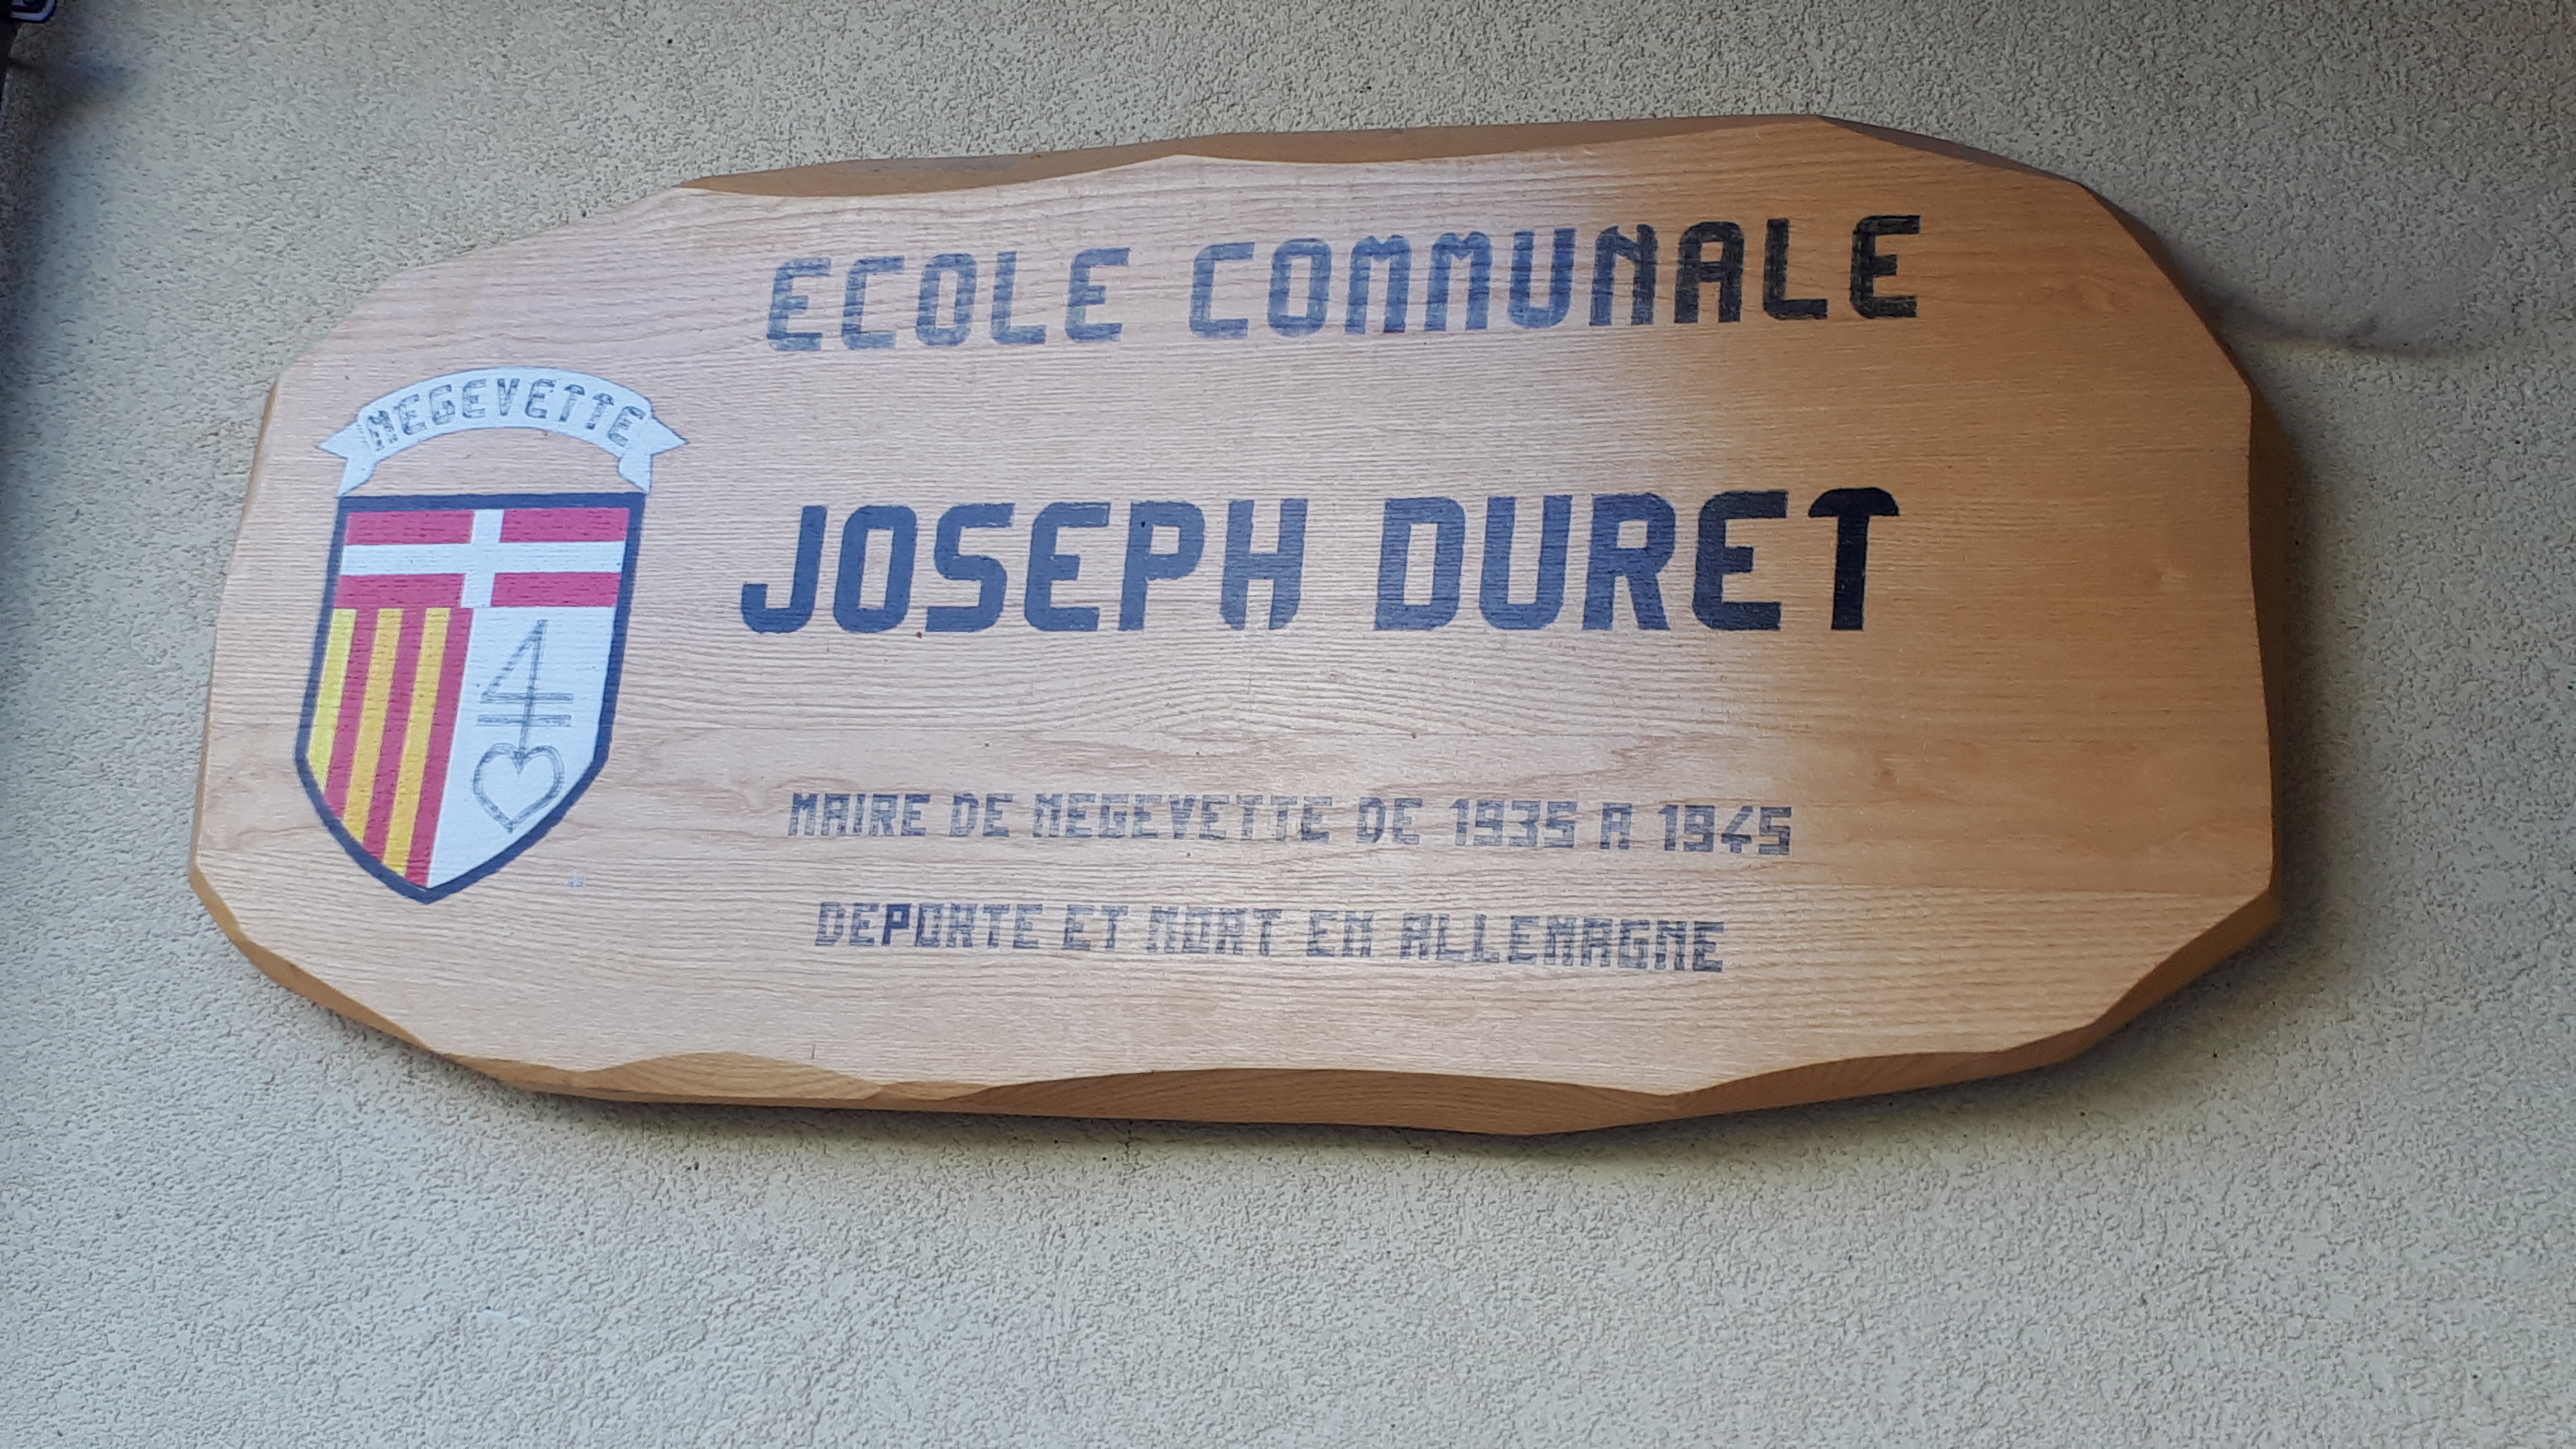 ECOLE COMMUNALE
MEGEVETTE
JOSEPH DURET
MAIRE DE MEGEVETTE DE 1935 A 1945
DEPORTE ET MORT EN ALLEMAGNE